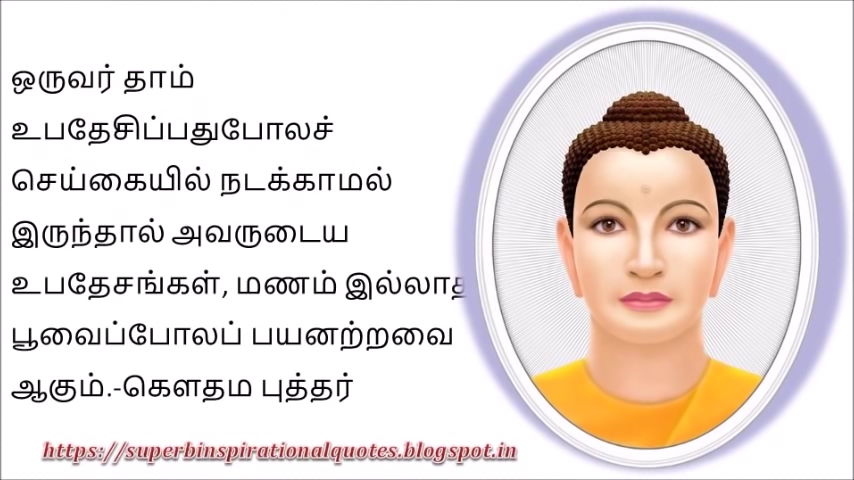 ஒருவர் தாம்
உபதேசிப்பதுபோலச்
செய்கையில் நடக்காமல்
இருந்தால் அவருடைய
உபதேசங்கள், மணம் இல்லாத
பூவைப்போலப் பயனற்றவை
ஆகும்.-கௌதம புத்தர்
https://superbinspirationalquotes.blogspot.in